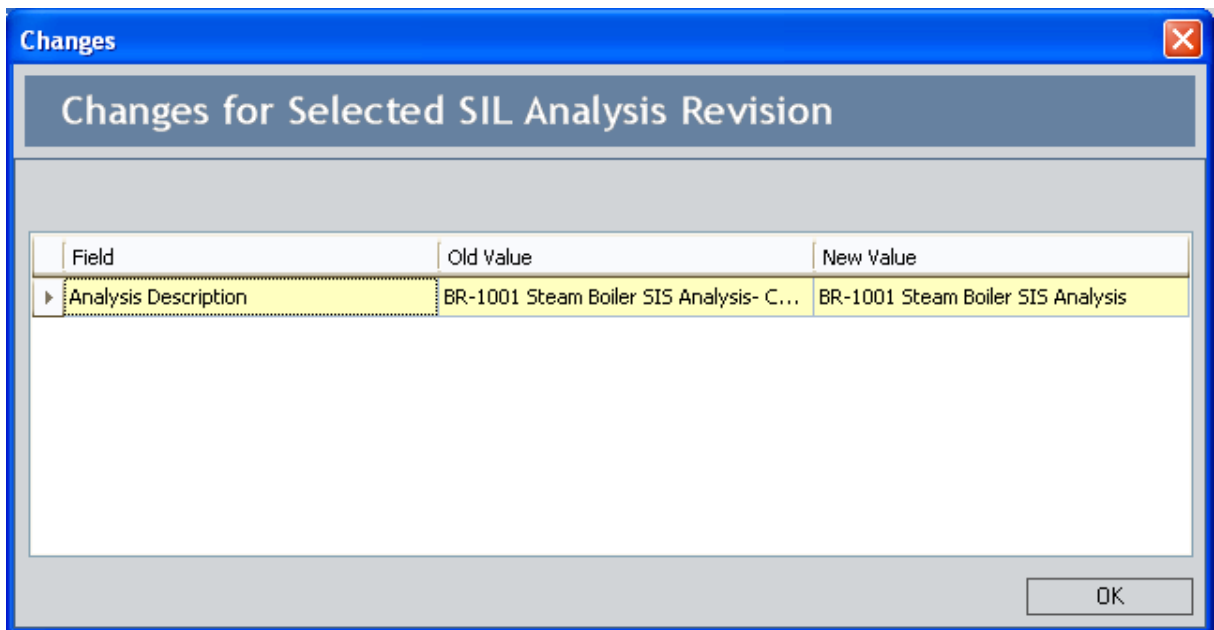 Changes
Changes for Selected SIL Analysis Revision
Field Old Value New Value
Analysis Description BR-1001 Steam Boiler SIS Analysis- C... BR-1001 Steam Boiler SIS Analysis
OK